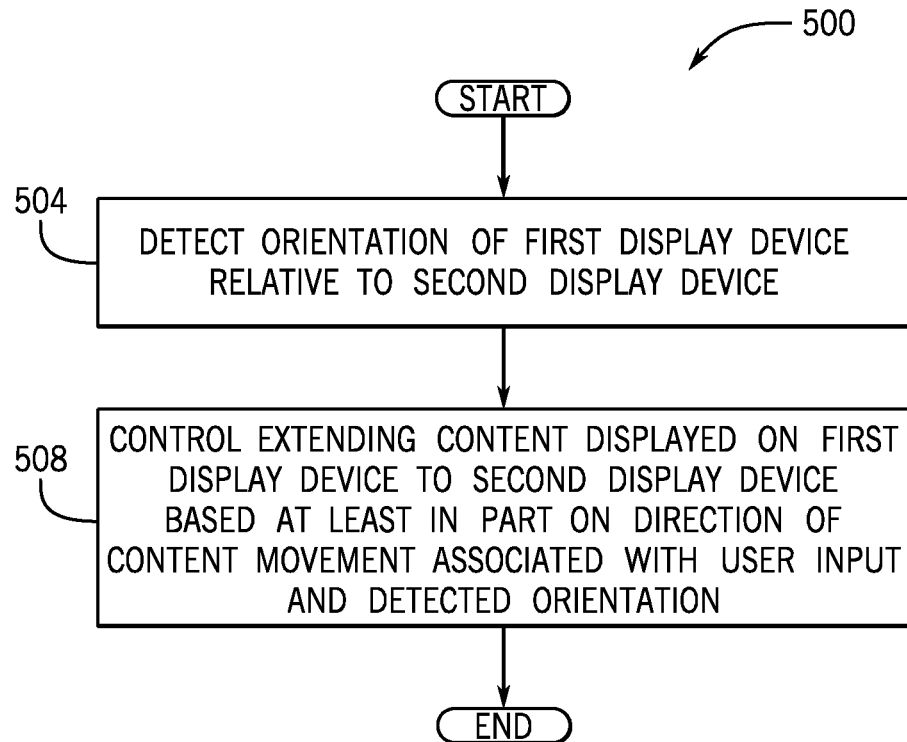 500
START
504
DETECT ORIENTATION OF FIRST DISPLAY DEVICE
RELATIVE TO SECOND DISPLAY DEVICE
508
CONTROL EXTENDING CONTENT DISPLAYED ON FIRST
DISPLAY DEVICE TO SECOND DISPLAY DEVICE
BASED AT LEAST IN PART ON DIRECTION OF
CONTENT MOVEMENT ASSOCIATED WITH USER INPUT
AND DETECTED ORIENTATION
END